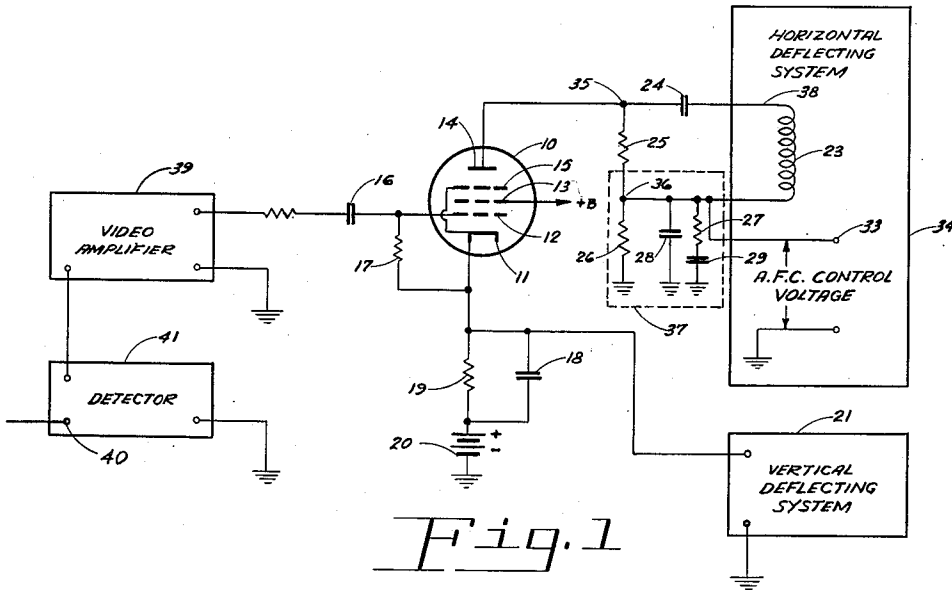 HORIZONTAL
DEFLECTING
SYSTEM
35
24
38
14
10
25
23
39
16
15
13
+B
36
VIDEO
AMPLIFIER
12
27
33
34
17
11
26
28
29
A.F.C. CONTROL
VOLTAGE
37
41
18
19
DETECTOR
21
+
20
-
40
VERTICAL
DEFLECTING
SYSTEM
Fig. 1